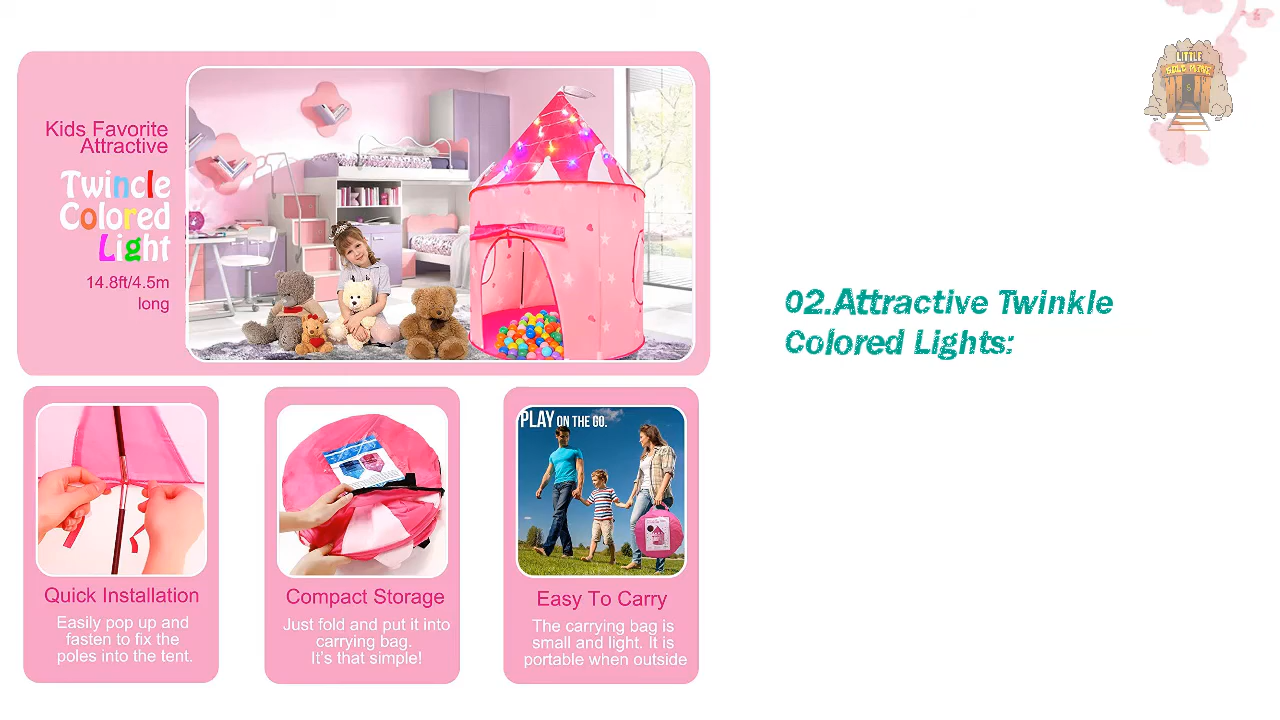 Kids Favorite
Attractive
Twincle
Colored
Light
14.8ft/4.5m
long
LITTLE
GOLD MINE
02.Attractive Twinkle
Colored Lights:
PLAY ON THE GO.
Quick Installation
Easily pop up and
fasten to fix the
poles into the tent.
Compact Storage
Just fold and put it into
carrying bag.
It's that simple!
Easy To Carry
The carrying bag is
small and light. It is
portable when outside